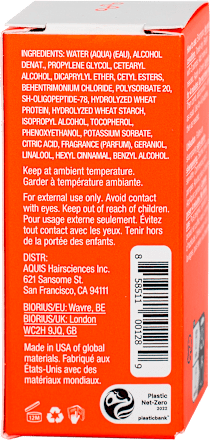 INGREDIENTS: WATER (AQUA) (EAU), ALCOHOL
DENAT., PROPYLENE GLYCOL, CETEARYL
ALCOHOL, DICAPRYLYL ETHER, CETYL ESTERS,
BEHENTRIMONIUM CHLORIDE, POLYSORBATE 20,
SH-OLIGOPEPTIDE-78, HYDROLYZED WHEAT
PROTEIN, HYDROLYZED WHEAT STARCH,
ISOPROPYL ALCOHOL, TOCOPHEROL,
PHENOXYETHANOL, POTASSIUM SORBATE,
CITRIC ACID, FRAGRANCE (PARFUM), GERANIOL,
LINALOOL, HEXYL CINNAMAL, BENZYL ALCOHOL
Keep at ambient temperature.
Garder à température ambiante.
For external use only. Avoid contact
with eyes. Keep out of reach of children.
Pour usage externe seulement. Évitez
tout contact avec les yeux. Tenir hors
de la portée des enfants.
DISTR:
AQUIS Hairsciences Inc.
621 Sansome St.
San Francisco, CA 94111
BIORIUS/EU: Wavre, BE
BIORIUS/UK: London
WC2H 9JQ, GB
Made in USA of global
materials. Fabriqué aux
États-Unis avec des
matériaux mondiaux.
8 58511 00128 9
12M
Plastic
Net-Zero
2022
plasticbank